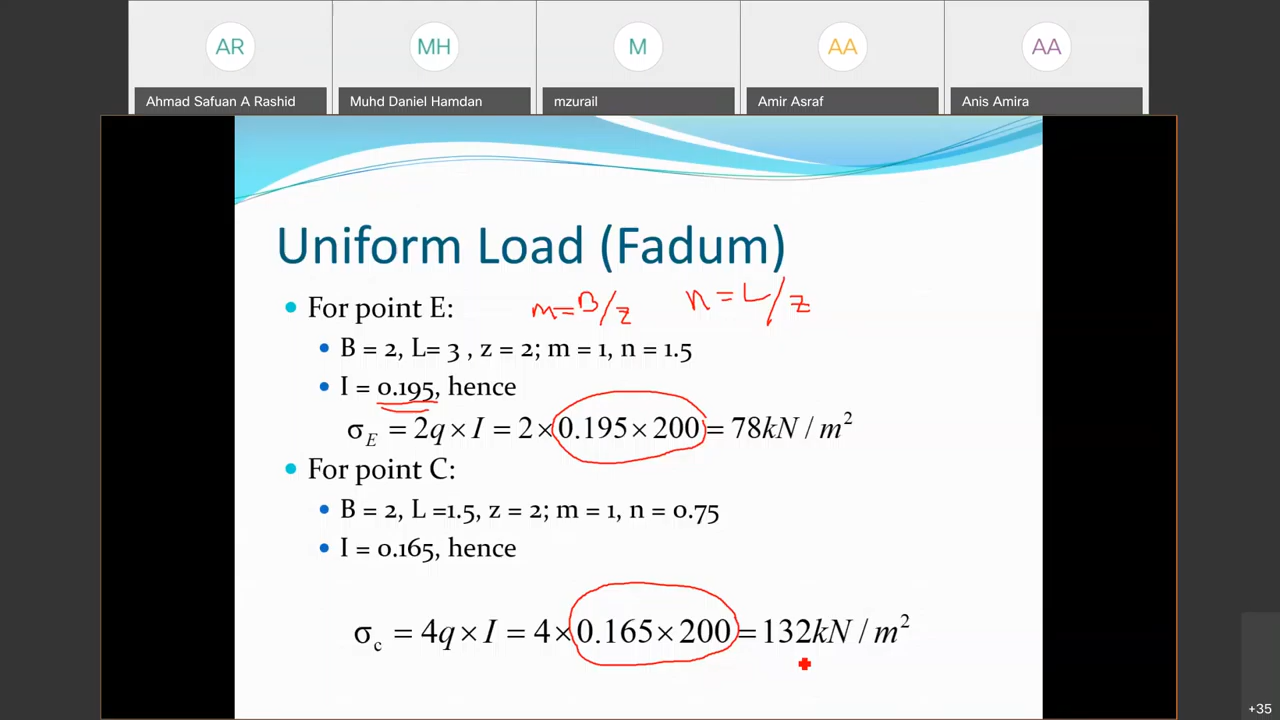 AR MH M AA AA
Ahmad Safuan A Rashid Muhd Daniel Hamdan mzurail Amir Asraf Anis Amira
Uniform Load (Fadum)
• For point E: m=B/z n=L/z
• B = 2, L= 3 , z = 2; m = 1, n = 1.5
• I = 0.195, hence
σE = 2q × I = 2 × 0.195 × 200 = 78kN / m²
• For point C:
• B = 2, L =1.5, z = 2; m = 1, n = 0.75
• I = 0.165, hence
σc = 4q × I = 4 × 0.165 × 200 = 132kN / m²
+35